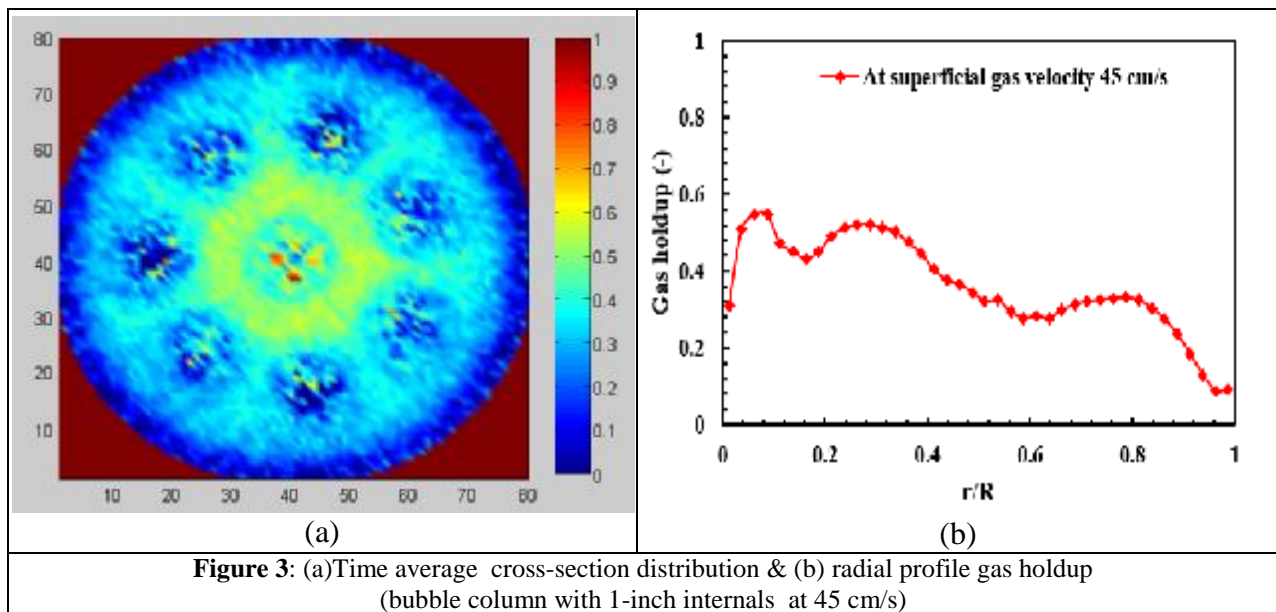 80
70
60
50
40
30
20
10
10 20 30 40 50 60 70 80
1
0.9
0.8
0.7
0.6
0.5
0.4
0.3
0.2
0.1
0
(a)
1
0.8
0.6
0.4
0.2
0
Gas holdup (-)
At superficial gas velocity 45 cm/s
0 0.2 0.4 0.6 0.8 1
r/R
(b)
Figure 3: (a)Time average cross-section distribution & (b) radial profile gas holdup
(bubble column with 1-inch internals at 45 cm/s)